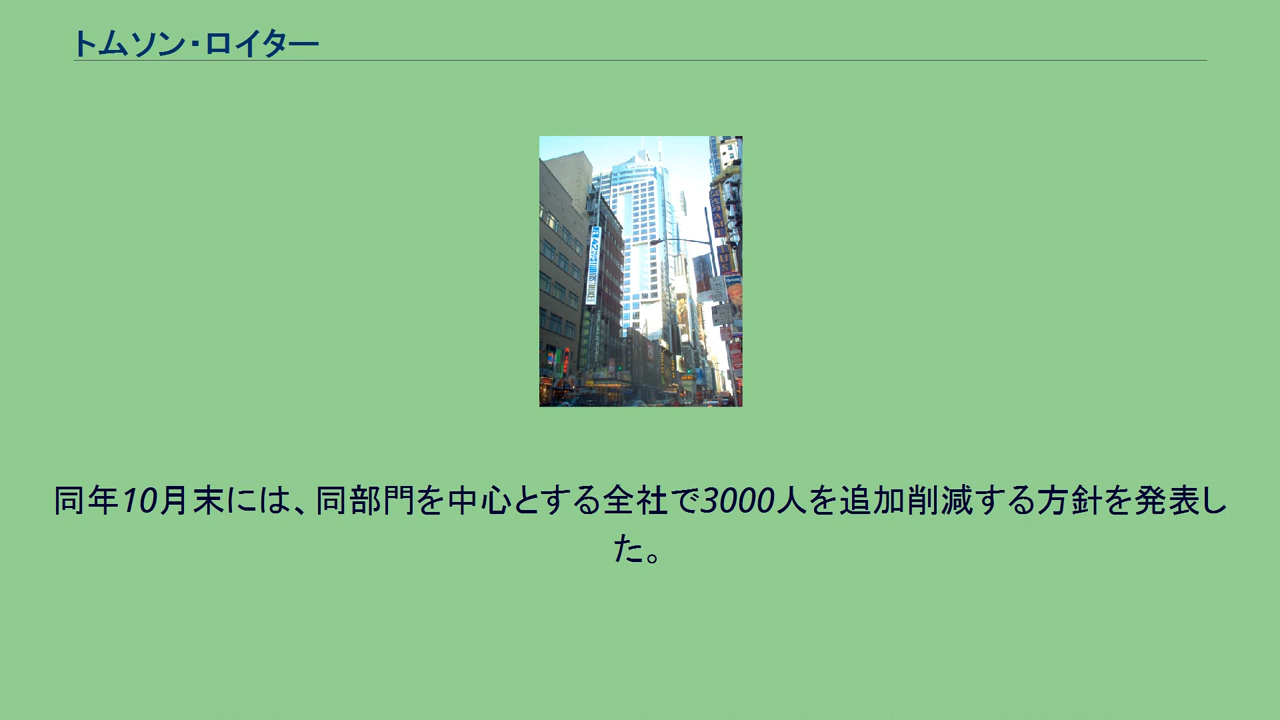 トムソン・ロイター
同年10月末には、同部門を中心とする全社で3000人を追加削減する方針を発表し
た。